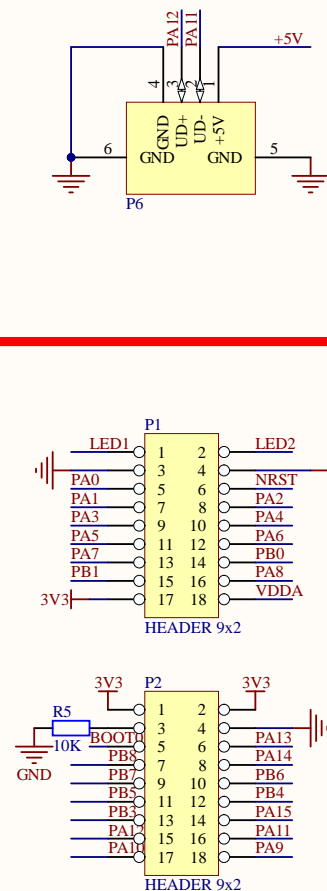 PA12 PA11 +5V
4 3 2 1
GND UD+ UD- +5V
6 GND GND 5
P6
P1
LED1 1 2 LED2
3 4
PA0 5 6 NRST
PA1 7 8 PA2
PA3 9 10 PA4
PA5 11 12 PA6
PA7 13 14 PB0
PB1 15 16 PA8
3V3 17 18 VDDA
HEADER 9x2
3V3 P2 3V3
1 2
R5 3 4
10K BOOT0 5 6 PA13
GND PB8 7 8 PA14
PB7 9 10 PB6
PB5 11 12 PB4
PB3 13 14 PA15
PA12 15 16 PA11
PA10 17 18 PA9
HEADER 9x2